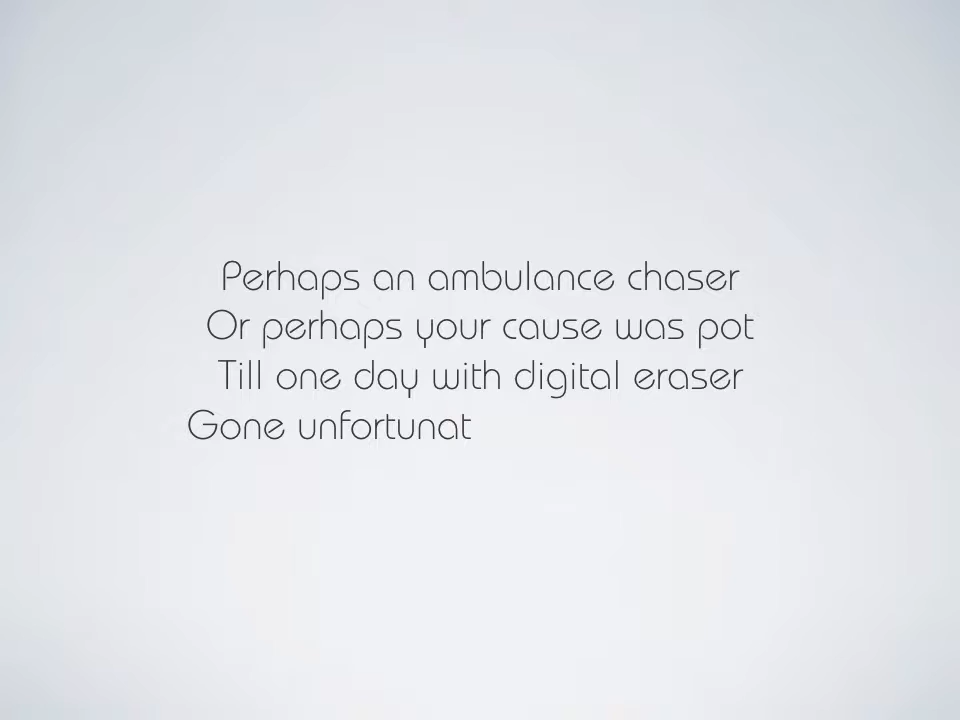 Perhaps an ambulance chaser
Or perhaps your cause was pot
Till one day with digital eraser
Gone unfortunat